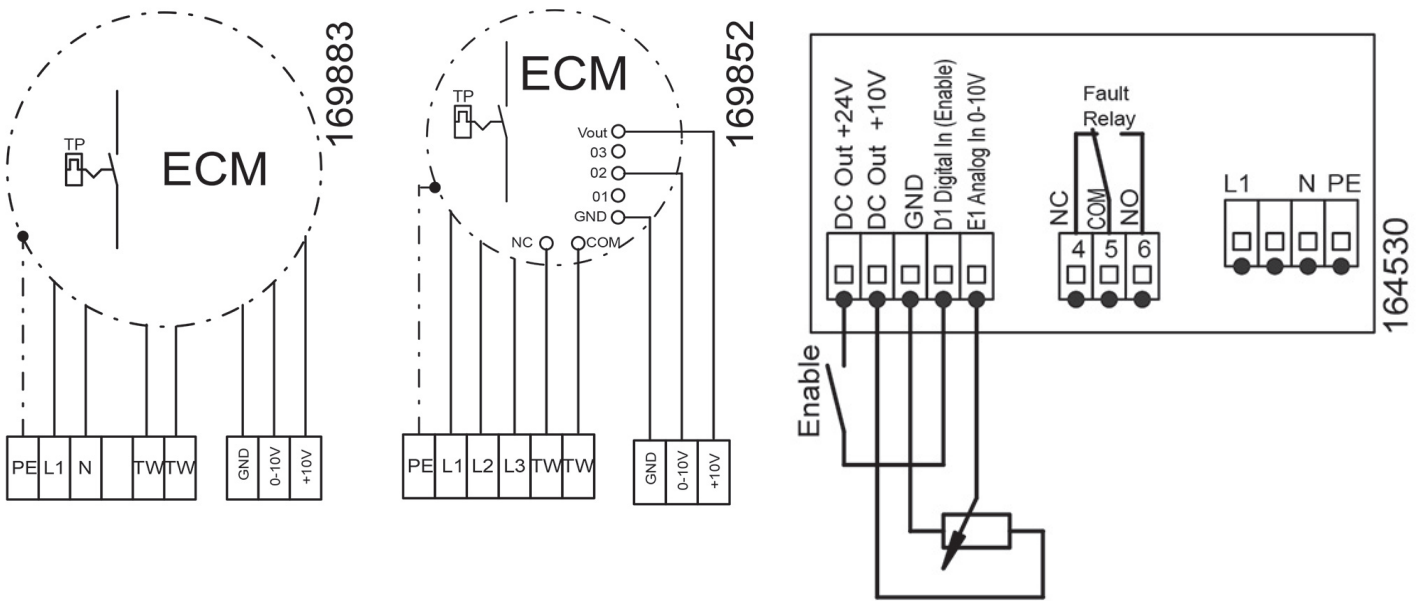 169883
TP
ECM
PE L1 N TW TW
GND 0-10V +10V
169852
ECM
TP
Vout
03
02
01
GND
NC COM
PE L1 L2 L3 TW TW
GND 0-10V +10V
DC Out +24V
DC Out +10V
GND
D1 Digital In (Enable)
E1 Analog In 0-10V
Fault
Relay
NC
COM
NO
4 5 6
L1 N PE
164530
Enable